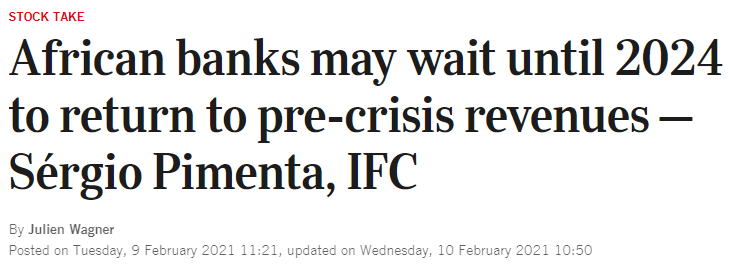 STOCK TAKE
African banks may wait until 2024
to return to pre-crisis revenues –
Sérgio Pimenta, IFC
By Julien Wagner
Posted on Tuesday, 9 February 2021 11:21, updated on Wednesday, 10 February 2021 10:50